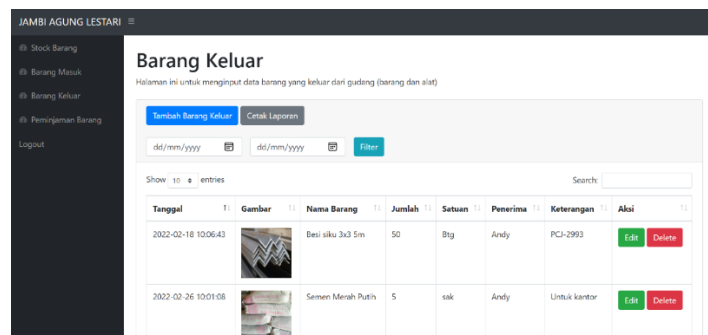 JAMBI AGUNG LESTARI
Stock Barang
Barang Masuk
Barang Keluar
Peminjaman Barang
Logout
Barang Keluar
Halaman ini untuk menginput data barang yang keluar dari gudang (barang dan alat)
Tambah Barang Keluar Cetak Laporan
dd/mm/yyyy dd/mm/yyyy Filter
Show 10 entries Search:
Tanggal Gambar Nama Barang Jumlah Satuan Penerima Keterangan Aksi
2022-02-18 10:06:43 Besi siku 3x3 5m 50 Btg Andy PCJ-2993 Edit Delete
2022-02-26 10:01:08 Semen Merah Putih 5 sak Andy Untuk kantor Edit Delete